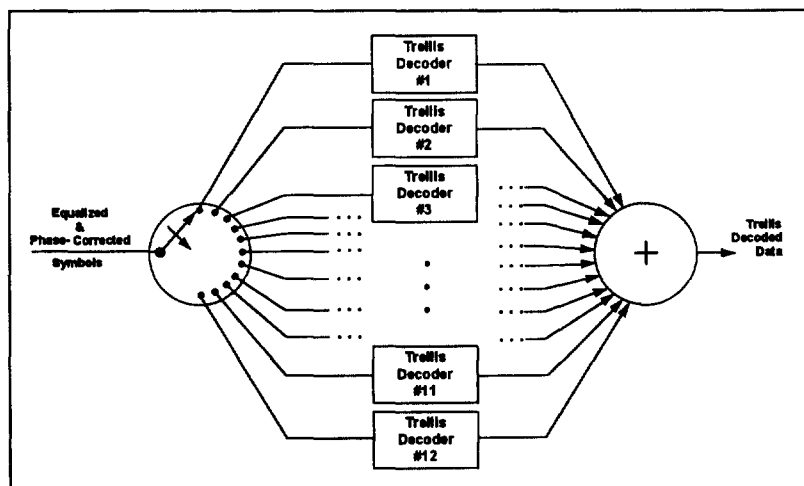 Trellis
Decoder
#1
Trellis
Decoder
#2
Trellis
Decoder
#3
Equalized
&
Phase- Corrected
Symbols
+
Trellis
Decoded
Data
Trellis
Decoder
#11
Trellis
Decoder
#12